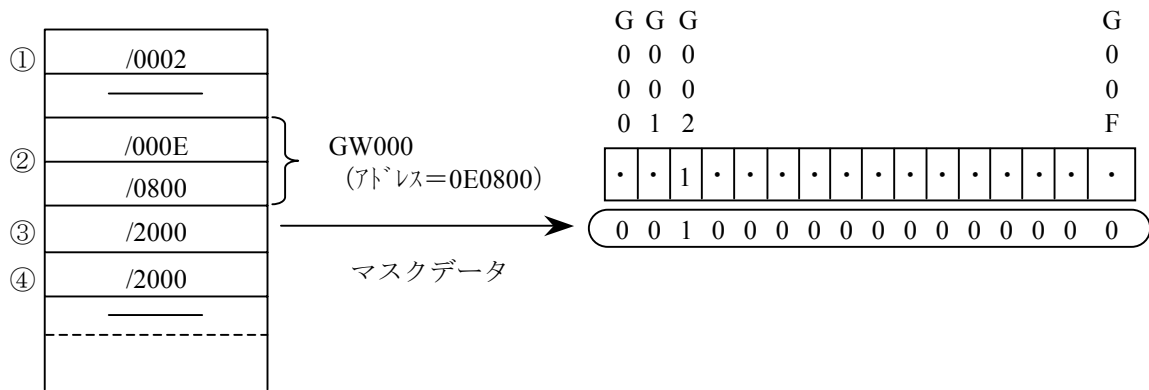 ① /0002
② /000E
/0800
③ /2000
④ /2000
GW000
(アドレス＝0E0800)
マスクデータ
G G G G
0 0 0 0
0 0 0 0
0 1 2 F
・ ・ 1 ・ ・ ・ ・ ・ ・ ・ ・ ・ ・ ・
0 0 1 0 0 0 0 0 0 0 0 0 0 0